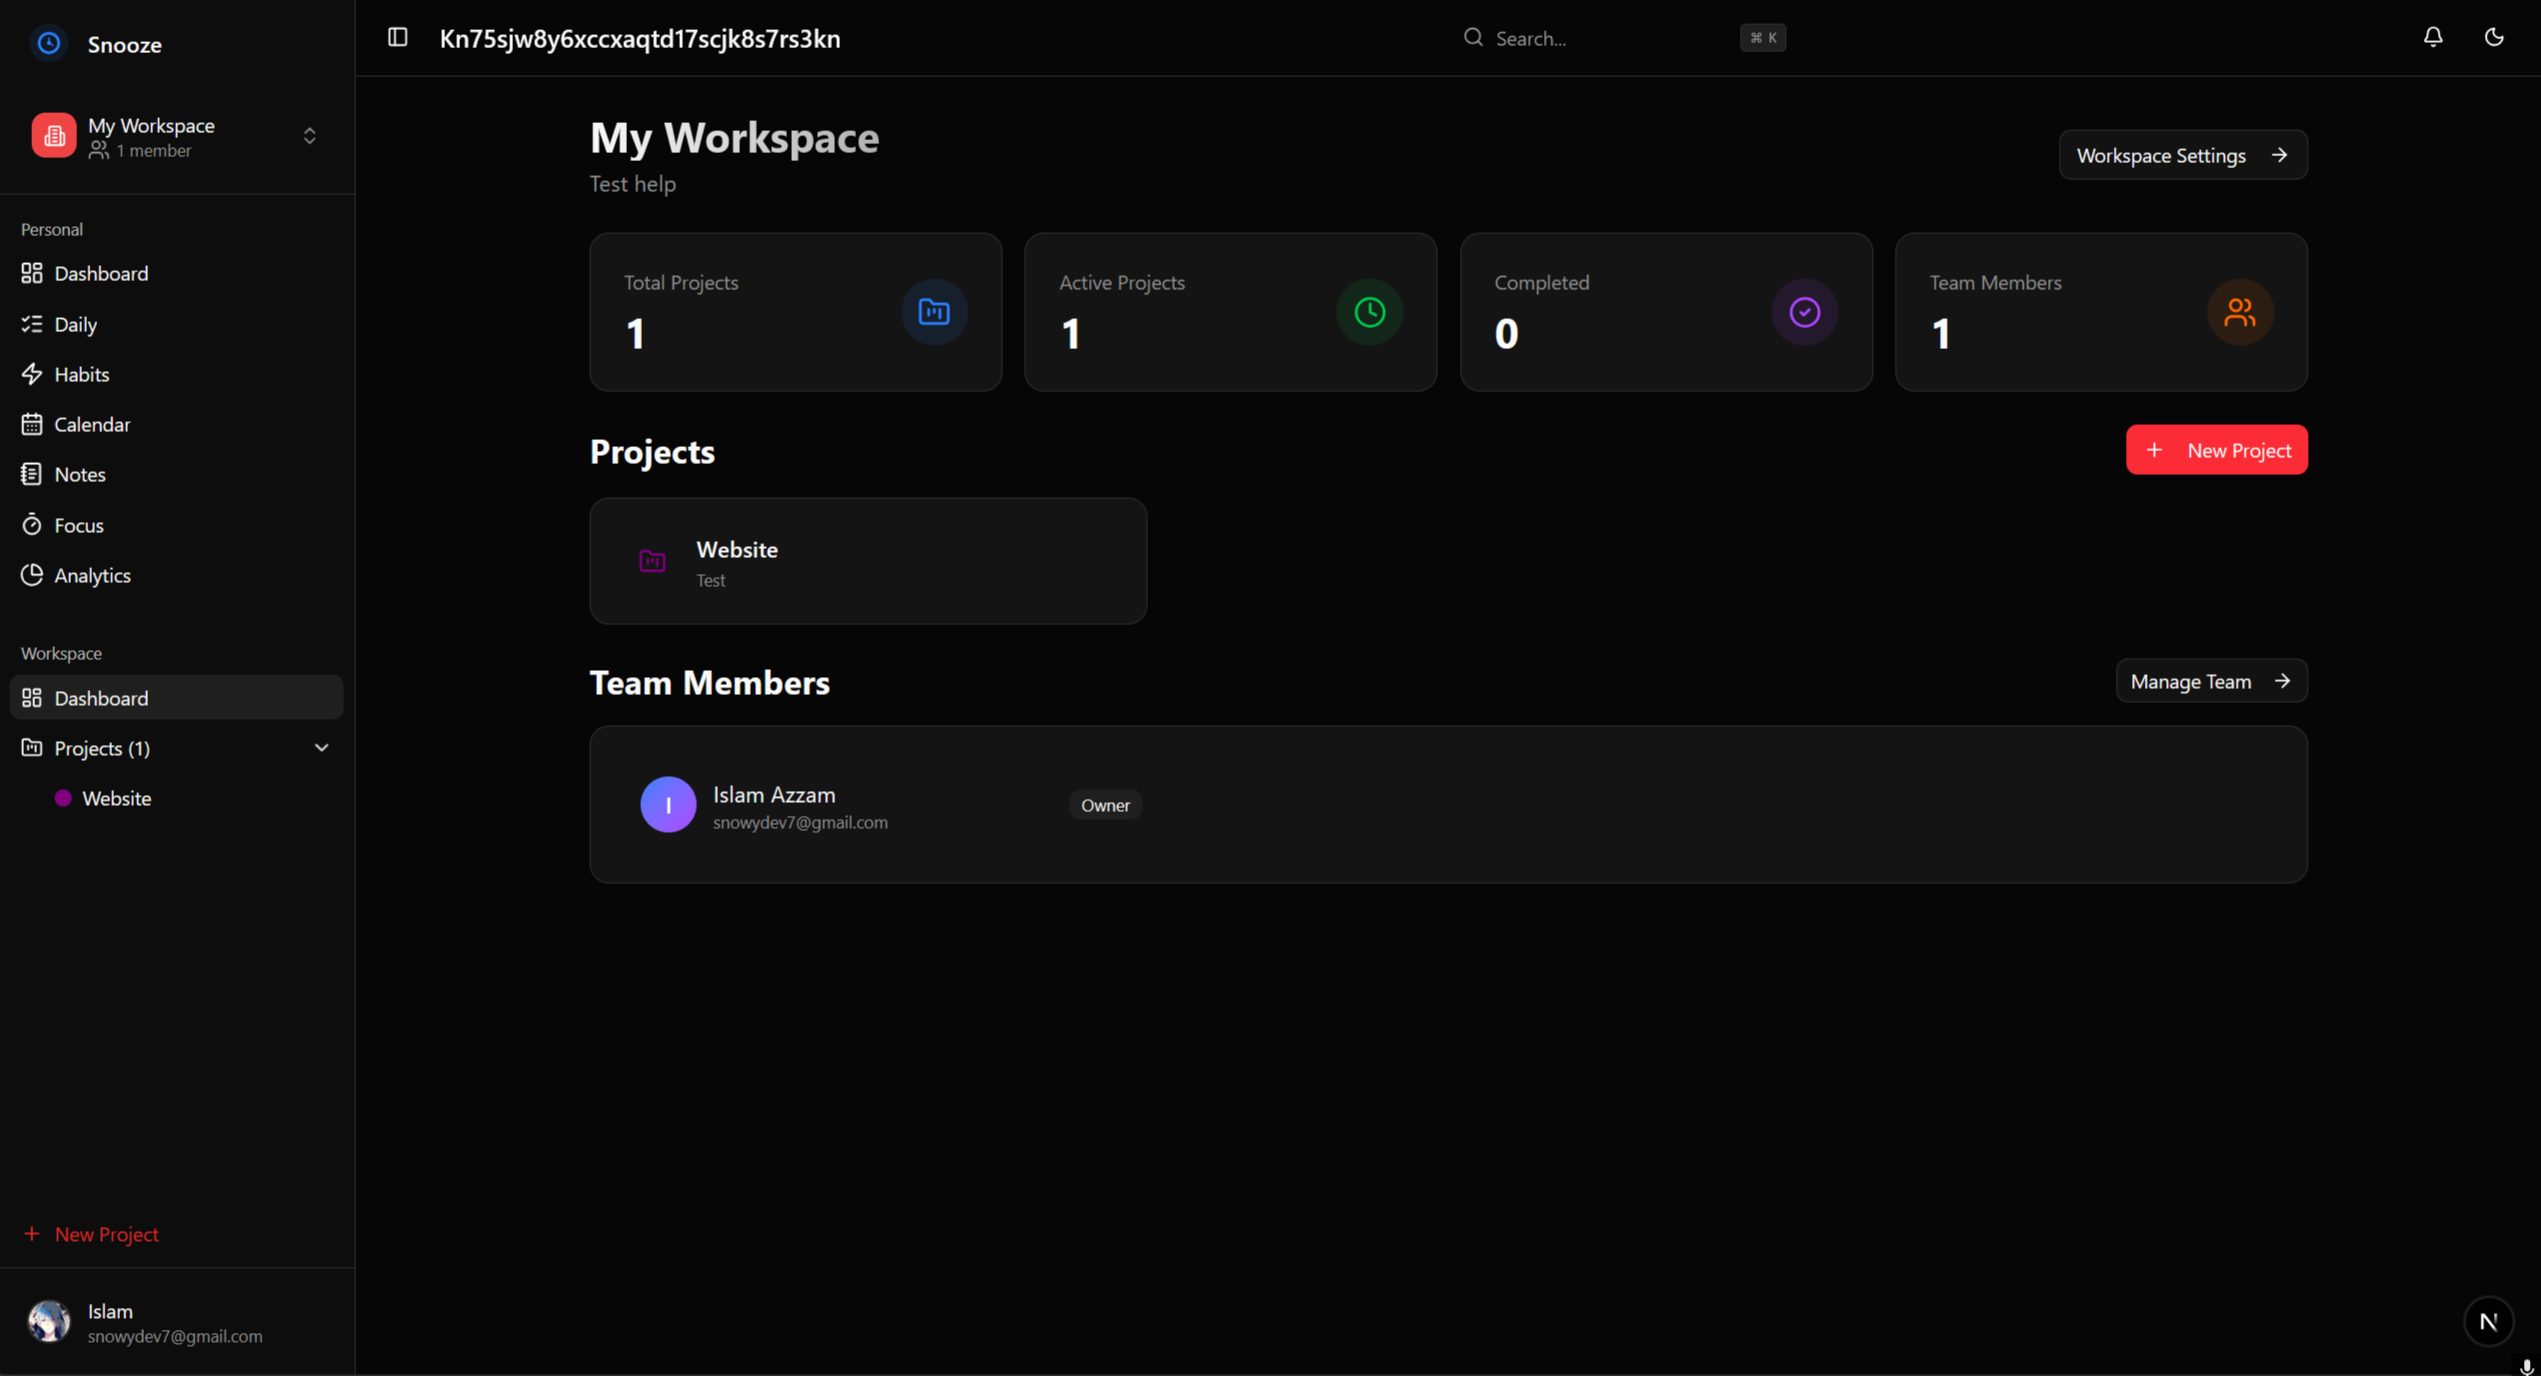 Snooze
My Workspace
1 member
Personal
Dashboard
Daily
Habits
Calendar
Notes
Focus
Analytics
Workspace
Dashboard
Projects (1)
Website
New Project
Islam
snowydev7@gmail.com
Kn75sjw8y6xccxaqtd17scjk8s7rs3kn
Search...
⌘ K
My Workspace
Test help
Workspace Settings
Total Projects
1
Active Projects
1
Completed
0
Team Members
1
Projects
New Project
Website
Test
Team Members
Manage Team
I
Islam Azzam
snowydev7@gmail.com
Owner
N